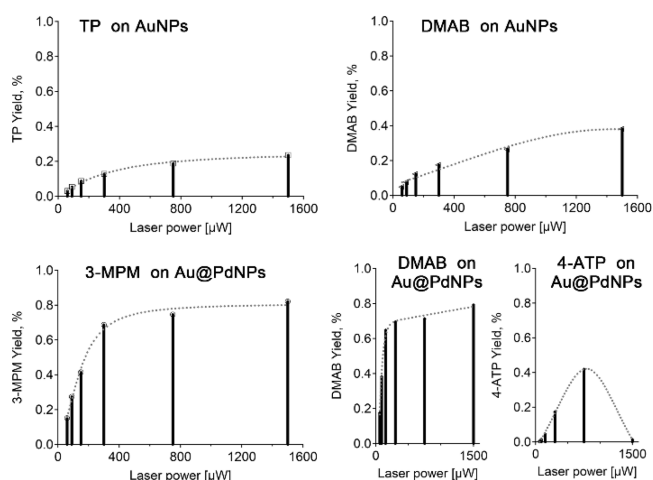 TP on AuNPs
TP Yield, %
1.0
0.8
0.6
0.4
0.2
0.0
0 400 800 1200 1600
Laser power [µW]
DMAB on AuNPs
DMAB Yield, %
1.0
0.8
0.6
0.4
0.2
0.0
0 400 800 1200 1600
Laser power [µW]
3-MPM on Au@PdNPs
3-MPM Yield, %
1.0
0.8
0.6
0.4
0.2
0.0
0 400 800 1200 1600
Laser power [µW]
DMAB on
Au@PdNPs
DMAB Yield, %
1.0
0.8
0.6
0.4
0.2
0.0
0 1500
Laser power [µW]
4-ATP on
Au@PdNPs
4-ATP Yield, %
1.0
0.8
0.6
0.4
0.2
0.0
0 1500
Laser power [µW]